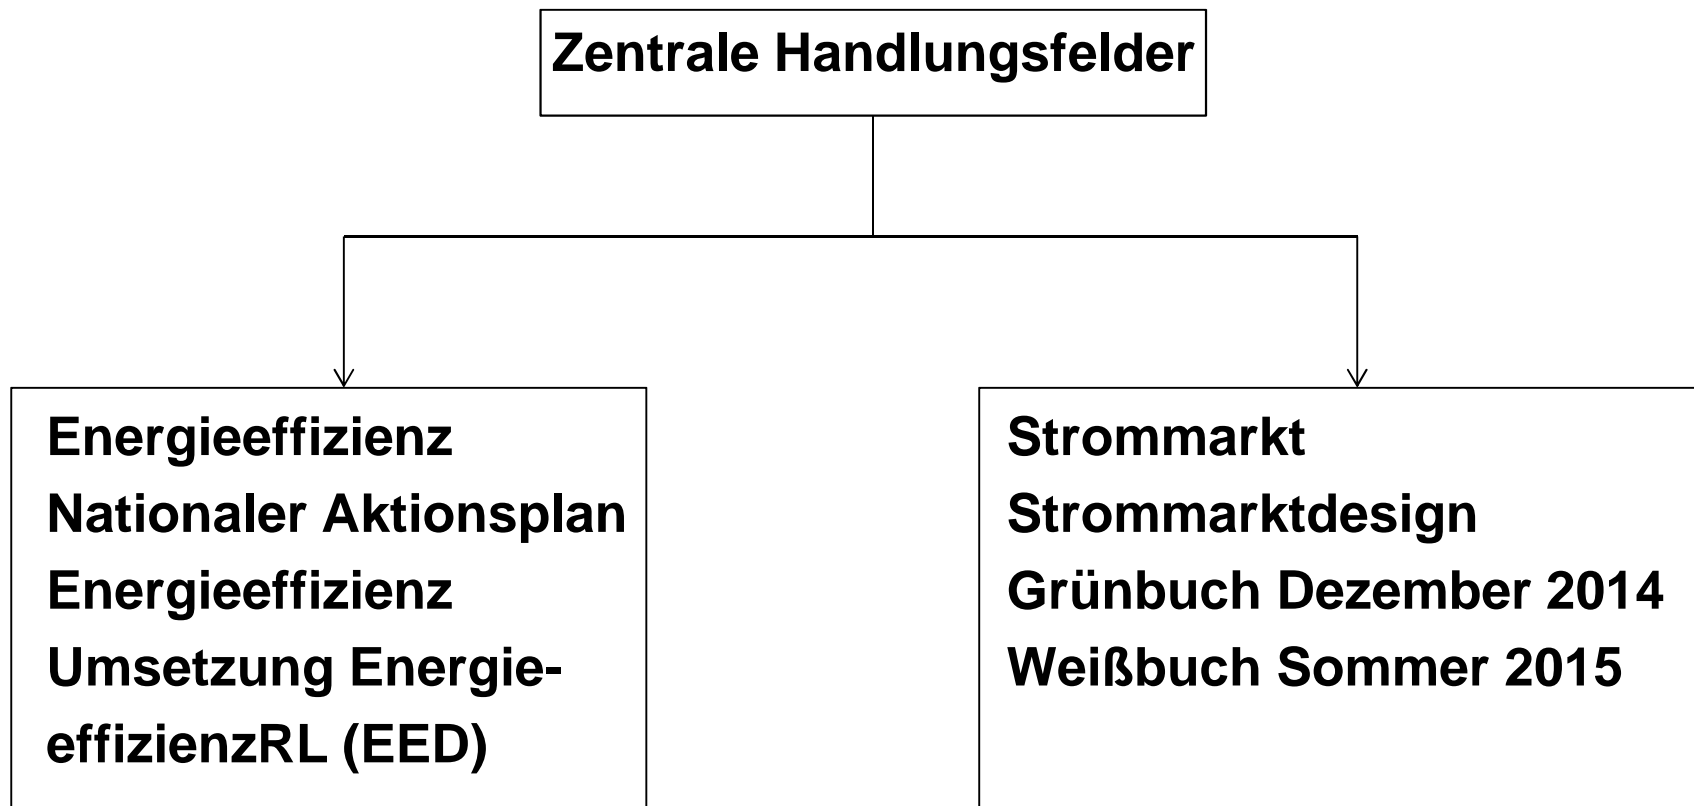 Zentrale Handlungsfelder
Energieeffizienz
Nationaler Aktionsplan
Energieeffizienz
Umsetzung Energie-
effizienzRL (EED)
Strommarkt
Strommarktdesign
Grünbuch Dezember 2014
Weißbuch Sommer 2015